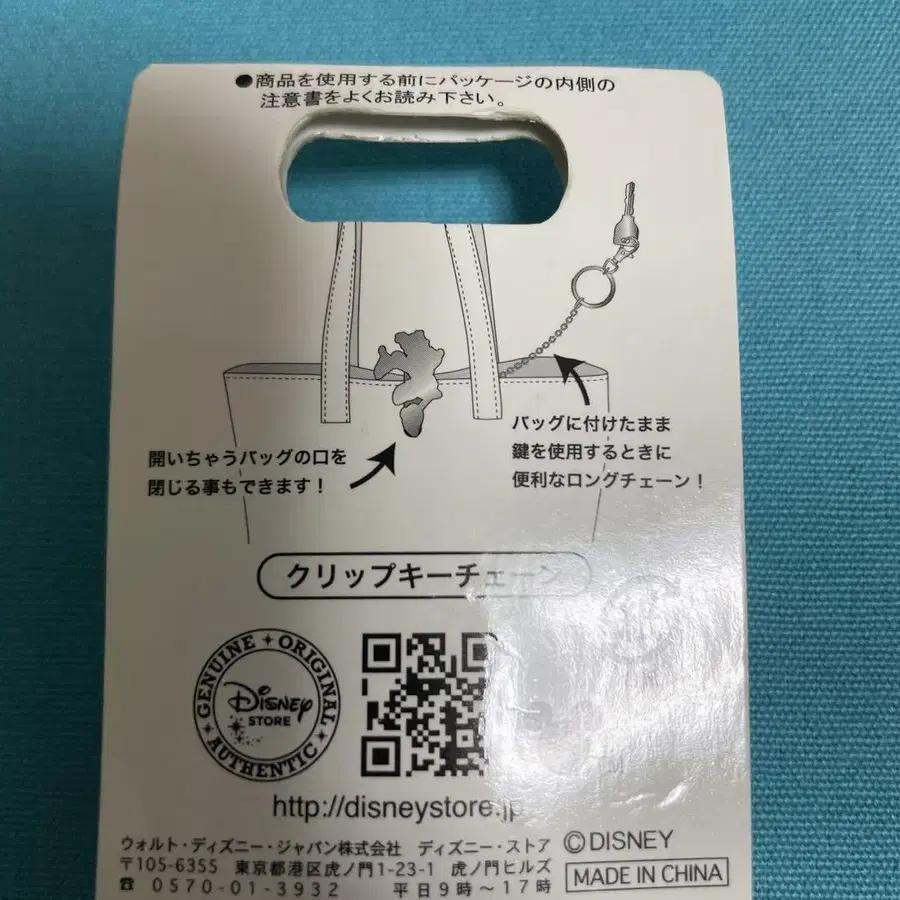 ●商品を使用する前にパッケージの内側の
注意書をよくお読み下さい。
バッグに付けたまま
鍵を使用するときに
便利なロングチェーン！
開いちゃうバッグの口を
閉じる事もできます！
クリップキーチェーン
GENUINE ✦ ORIGINAL
Disney
STORE
AUTHENTIC
http://disneystore.jp
ウォルト・ディズニー・ジャパン株式会社 ディズニー・ストア
〒105-6355 東京都港区虎ノ門1-23-1 虎ノ門ヒルズ
☎ 0570-01-3932 平日9時～17時
©DISNEY
MADE IN CHINA